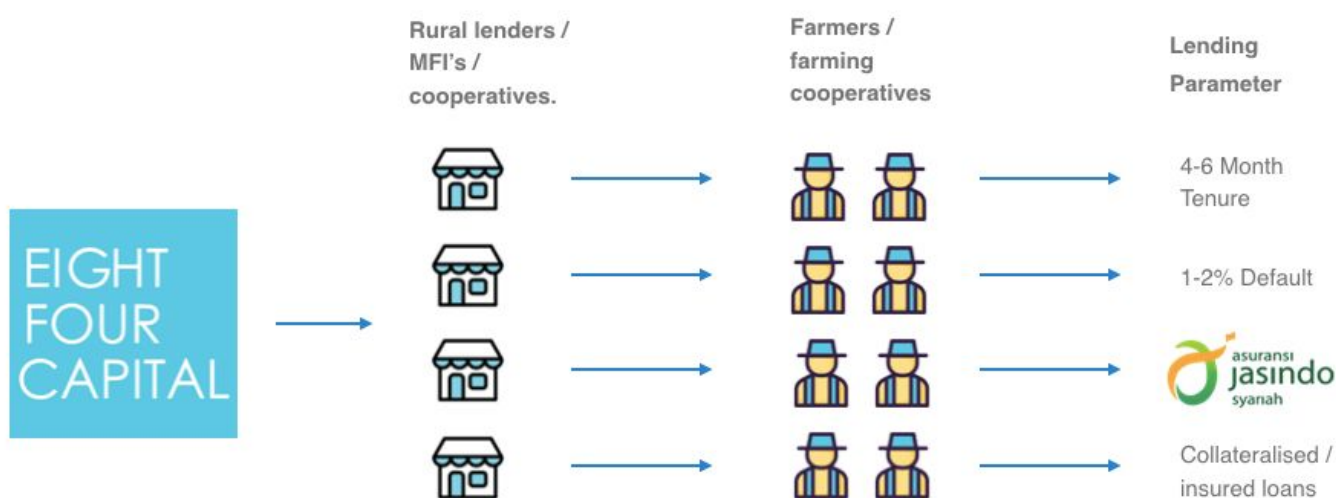 Rural lenders /
MFI's /
cooperatives.
Farmers /
farming
cooperatives
Lending
Parameter
EIGHT
FOUR
CAPITAL
4-6 Month
Tenure
1-2% Default
asuransi
jasindo
syariah
Collateralised /
insured loans